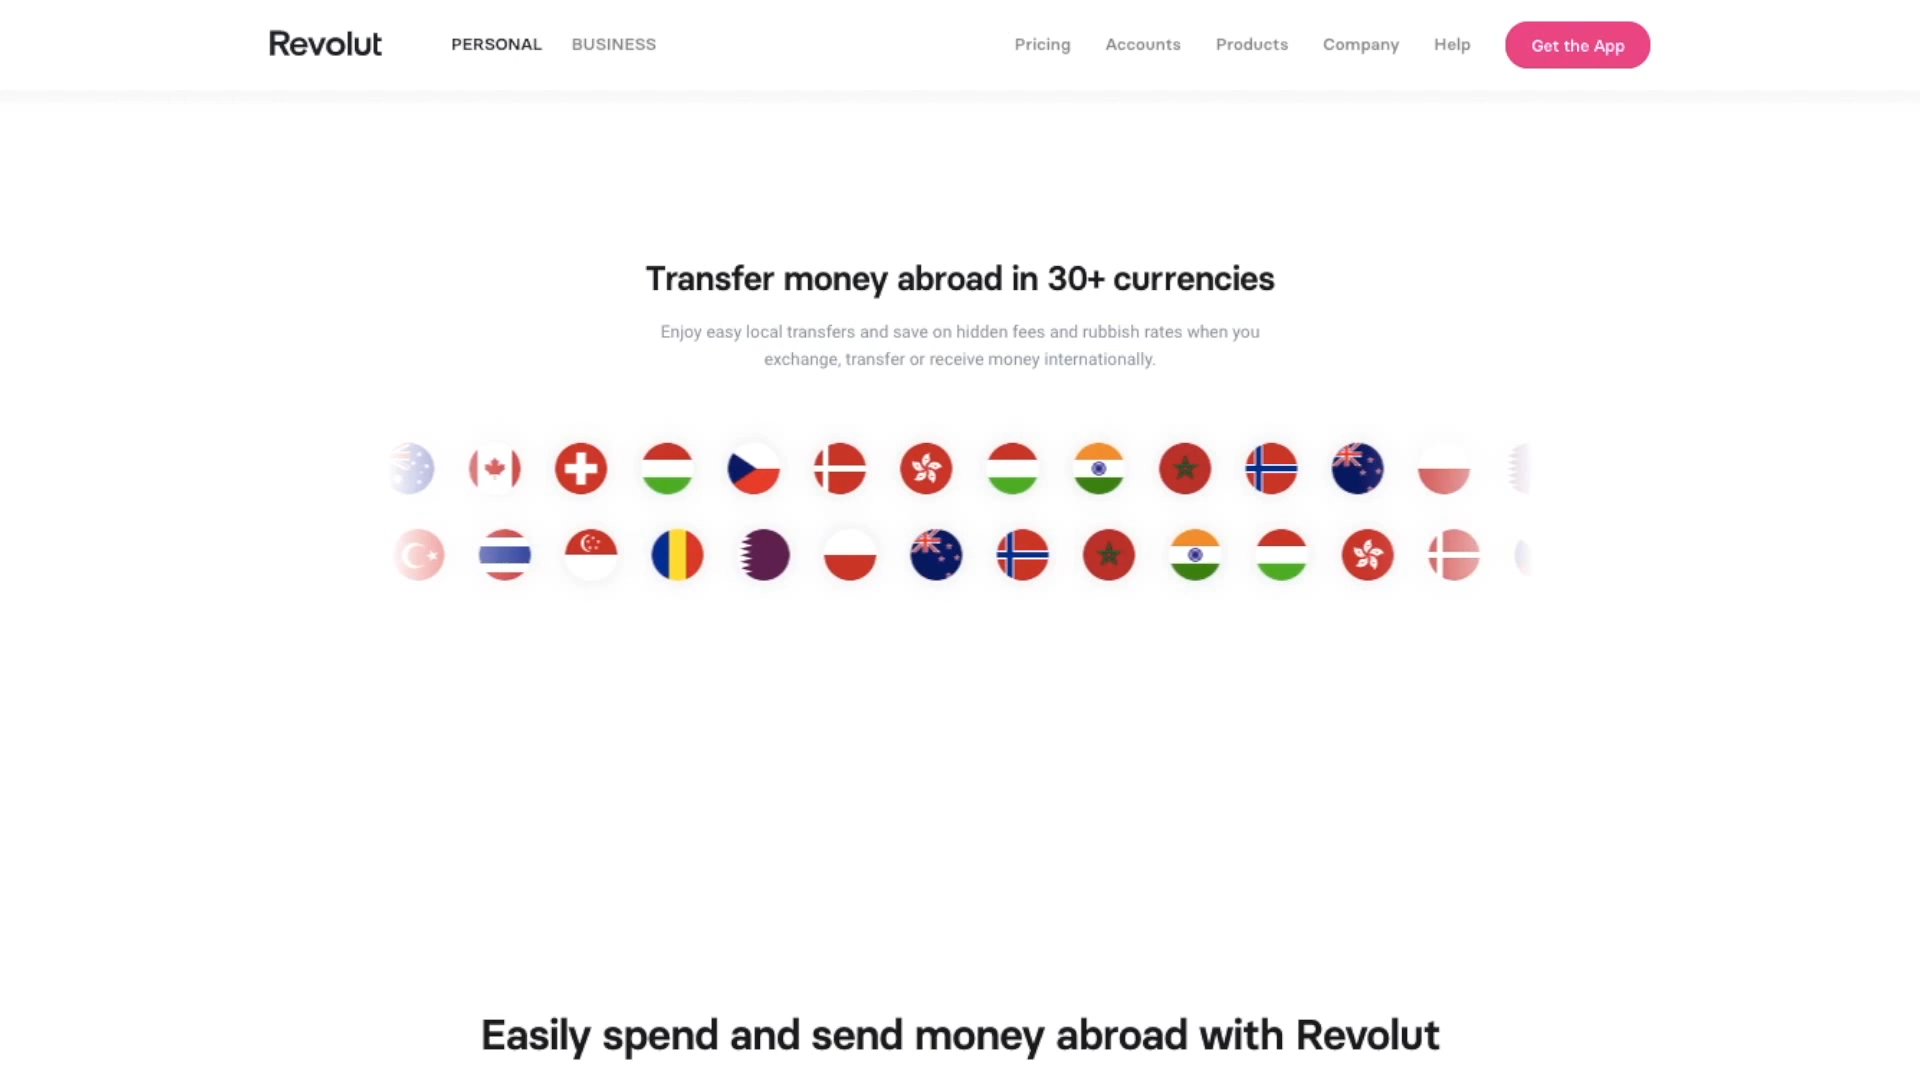 Revolut
PERSONAL
BUSINESS
Pricing
Accounts
Products
Company
Help
Get the App
Transfer money abroad in 30+ currencies
Enjoy easy local transfers and save on hidden fees and rubbish rates when you
exchange, transfer or receive money internationally.
Easily spend and send money abroad with Revolut